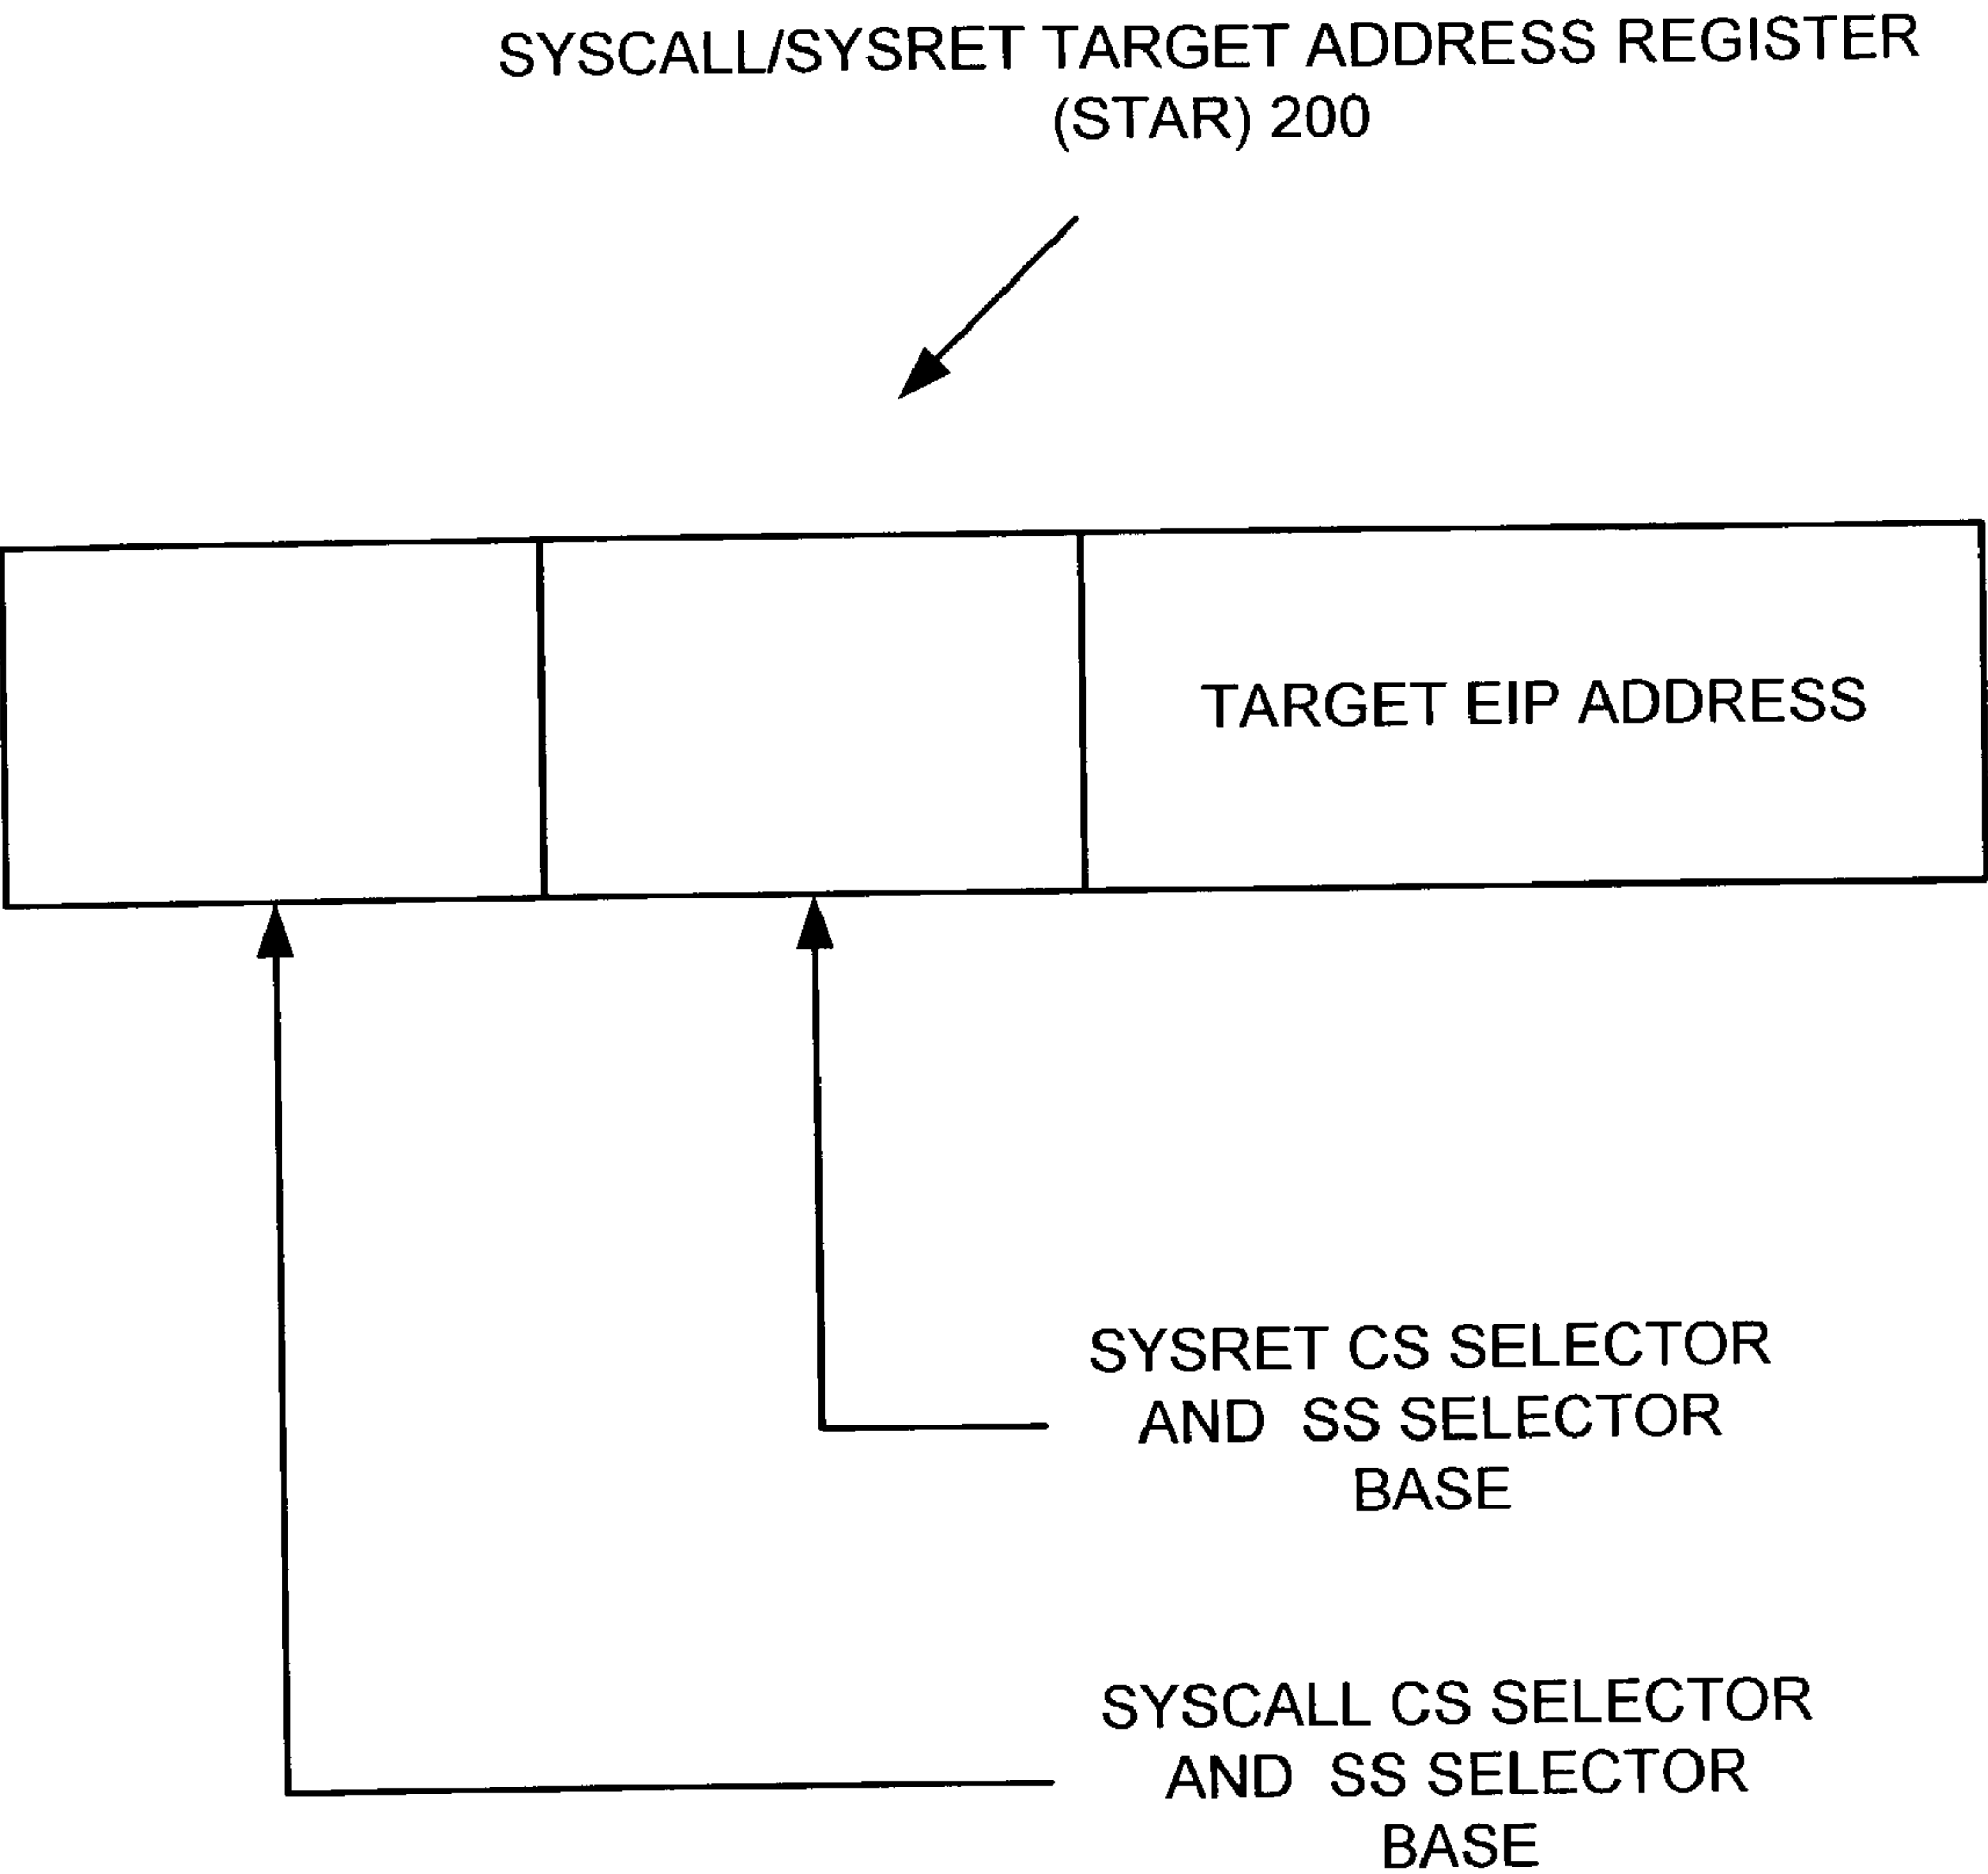 SYSCALL/SYSRET TARGET ADDRESS REGISTER
(STAR) 200
TARGET EIP ADDRESS
SYSRET CS SELECTOR
AND SS SELECTOR
BASE
SYSCALL CS SELECTOR
AND SS SELECTOR
BASE